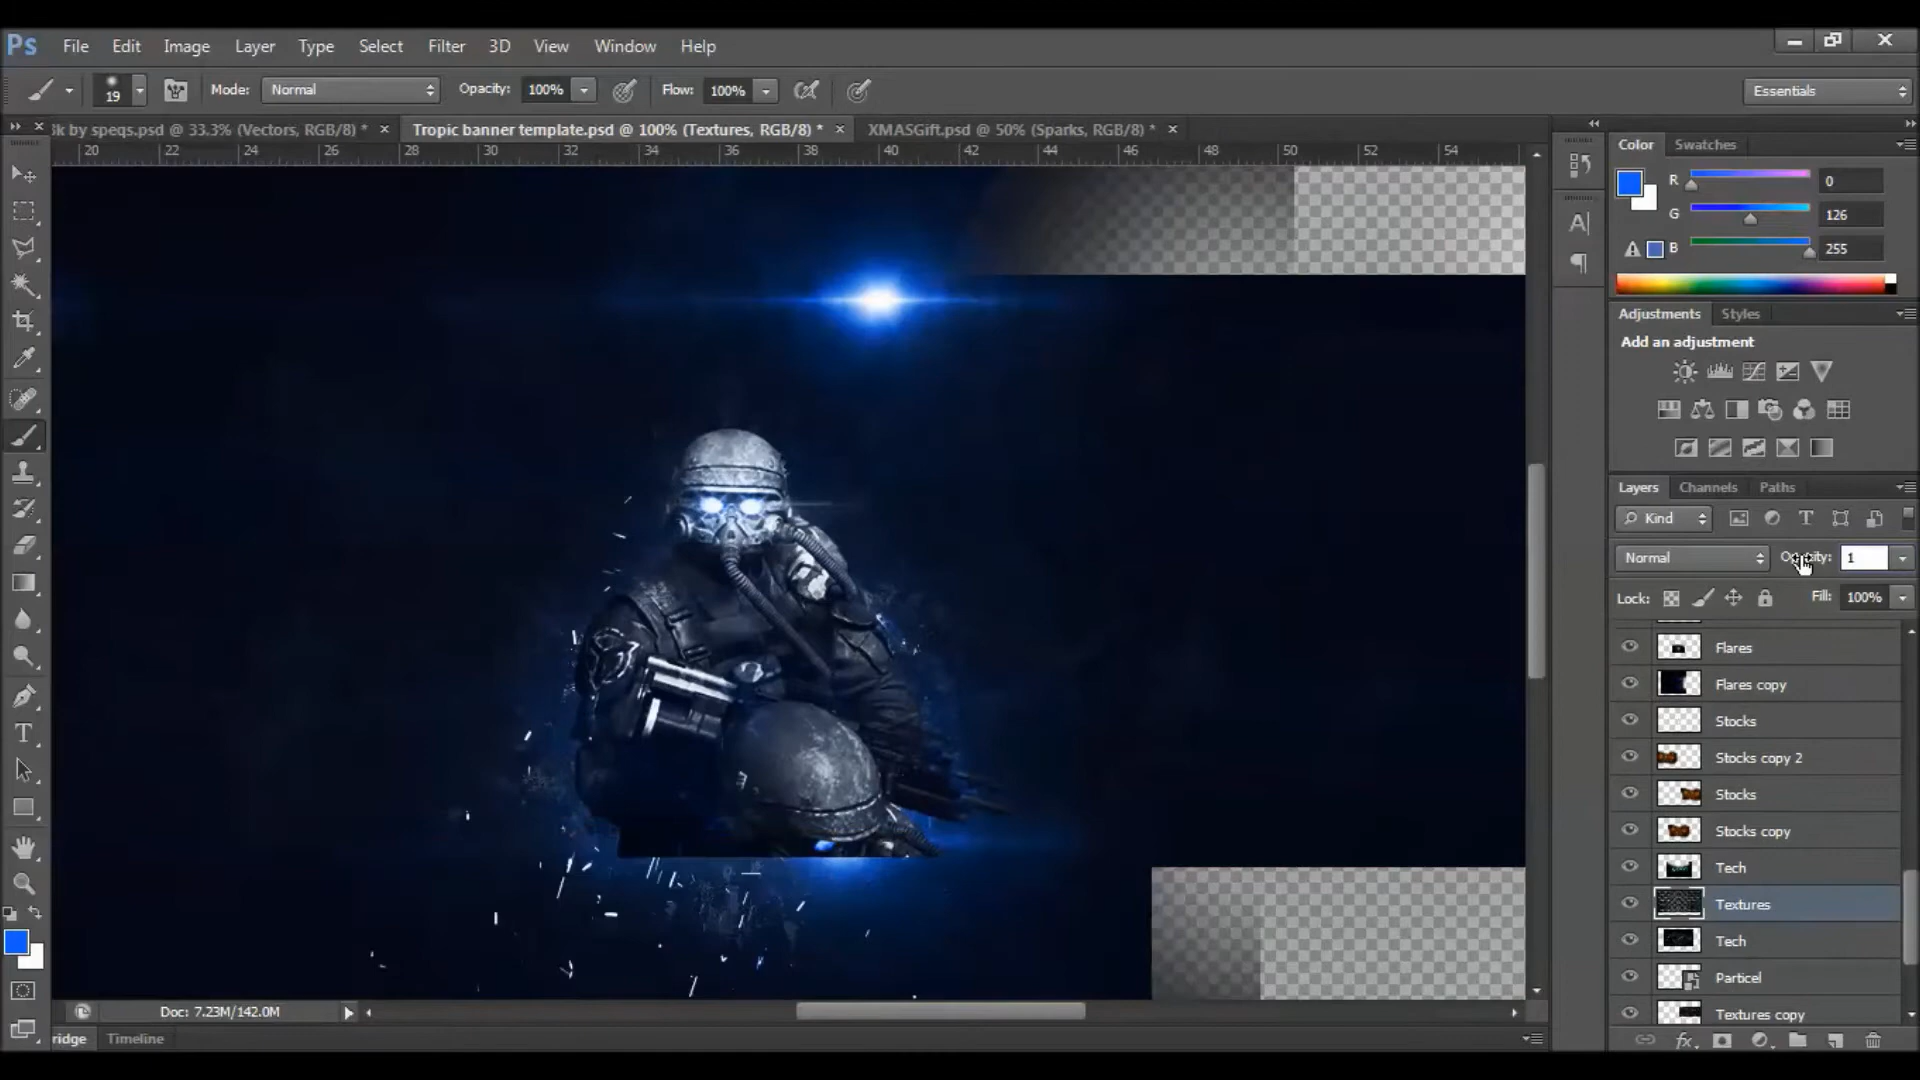 Ps File Edit Image Layer Type Select Filter 3D View Window Help
19 Mode: Normal Opacity: 100% Flow: 100% Essentials
k by speqs.psd @ 33.3% (Vectors, RGB/8) * × Tropic banner template.psd @ 100% (Textures, RGB/8) * × XMASGift.psd @ 50% (Sparks, RGB/8) * ×
20 22 24 26 28 30 32 34 36 38 40 42 44 46 48 50 52 54
Color Swatches
R 0
G 126
B 255
Adjustments Styles
Add an adjustment
Layers Channels Paths
Kind
Normal Opacity: 1
Lock: Fill: 100%
Flares
Flares copy
Stocks
Stocks copy 2
Stocks
Stocks copy
Tech
Textures
Tech
Particel
Textures copy
Doc: 7.23M/142.0M
ridge Timeline